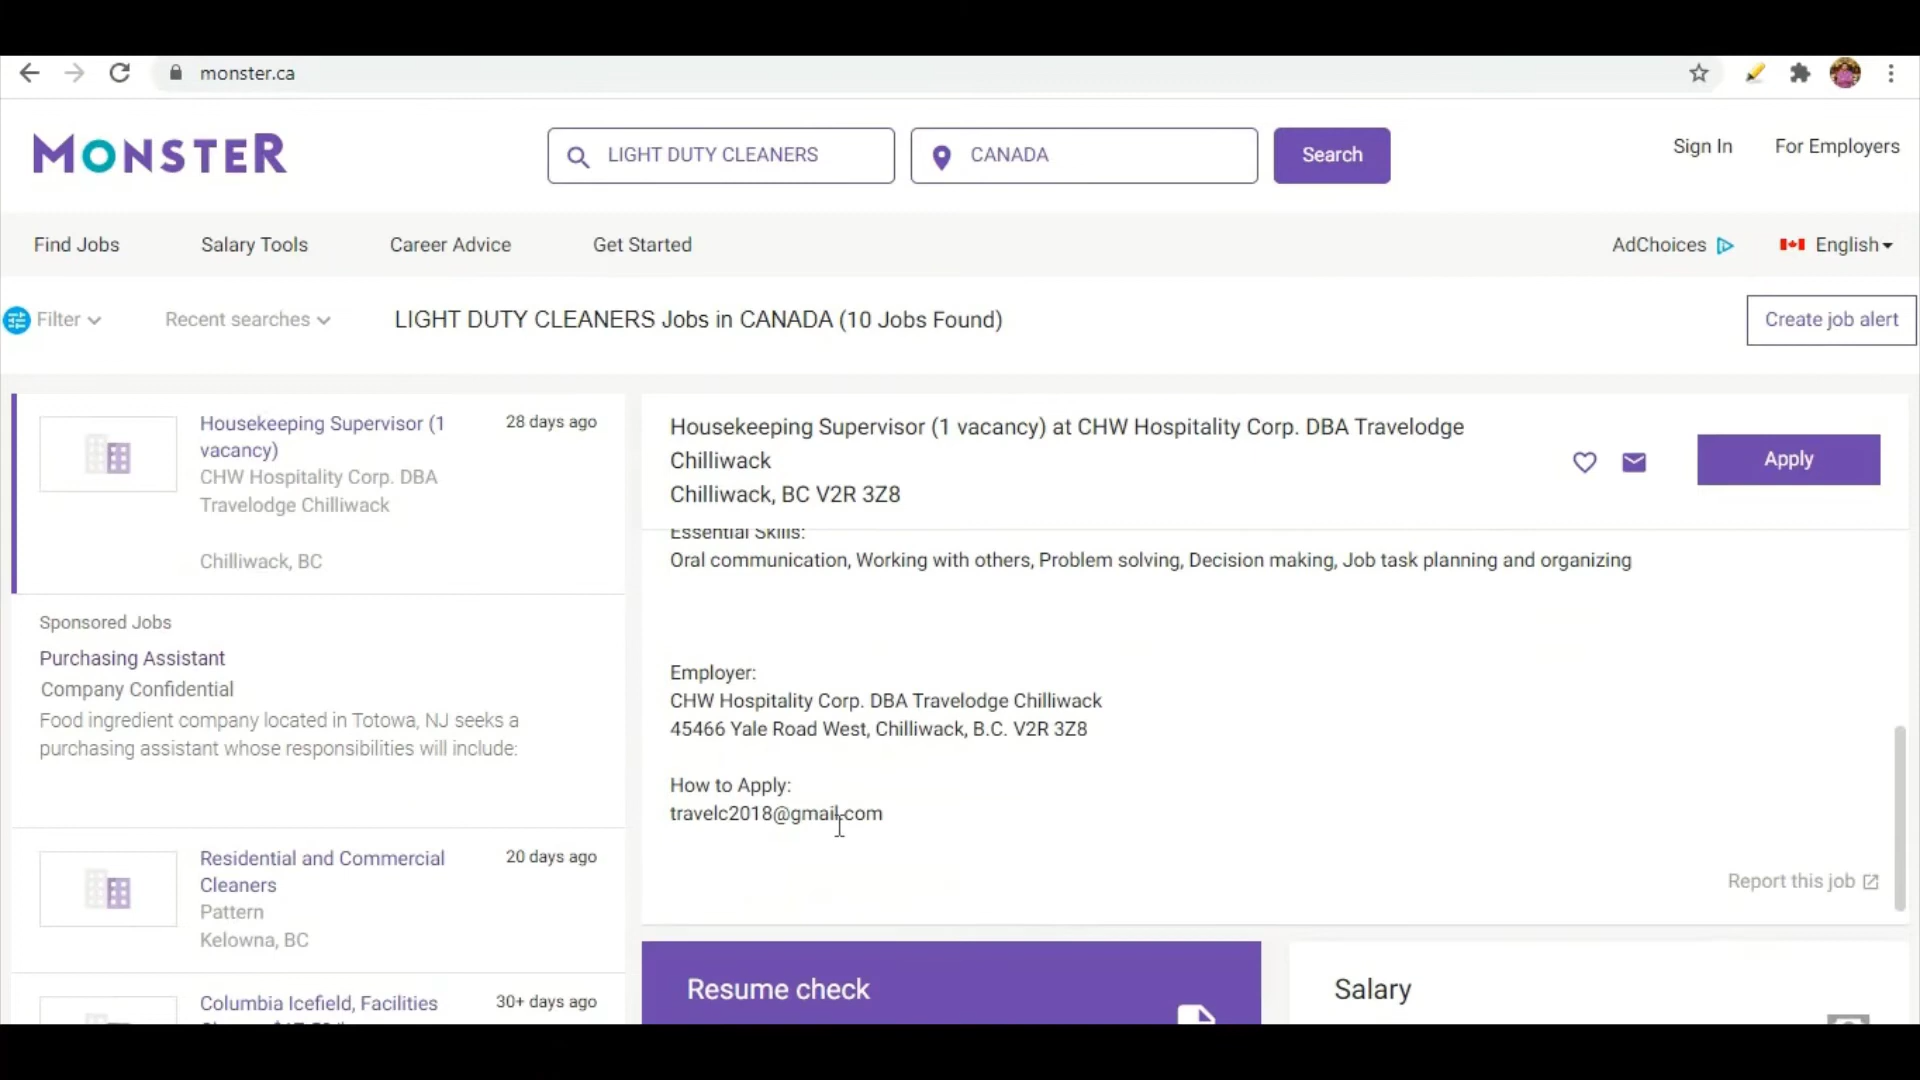 monster.ca
MONSTER
LIGHT DUTY CLEANERS
CANADA
Search
Sign In
For Employers
Find Jobs
Salary Tools
Career Advice
Get Started
AdChoices
English
Filter
Recent searches
LIGHT DUTY CLEANERS Jobs in CANADA (10 Jobs Found)
Create job alert
Housekeeping Supervisor (1
vacancy)
28 days ago
CHW Hospitality Corp. DBA
Travelodge Chilliwack
Chilliwack, BC
Sponsored Jobs
Purchasing Assistant
Company Confidential
Food ingredient company located in Totowa, NJ seeks a
purchasing assistant whose responsibilities will include:
Residential and Commercial
Cleaners
20 days ago
Pattern
Kelowna, BC
Columbia Icefield, Facilities
30+ days ago
Housekeeping Supervisor (1 vacancy) at CHW Hospitality Corp. DBA Travelodge
Chilliwack
Chilliwack, BC V2R 3Z8
Apply
Essential Skills:
Oral communication, Working with others, Problem solving, Decision making, Job task planning and organizing
Employer:
CHW Hospitality Corp. DBA Travelodge Chilliwack
45466 Yale Road West, Chilliwack, B.C. V2R 3Z8
How to Apply:
travelc2018@gmail.com
Report this job
Resume check
Salary